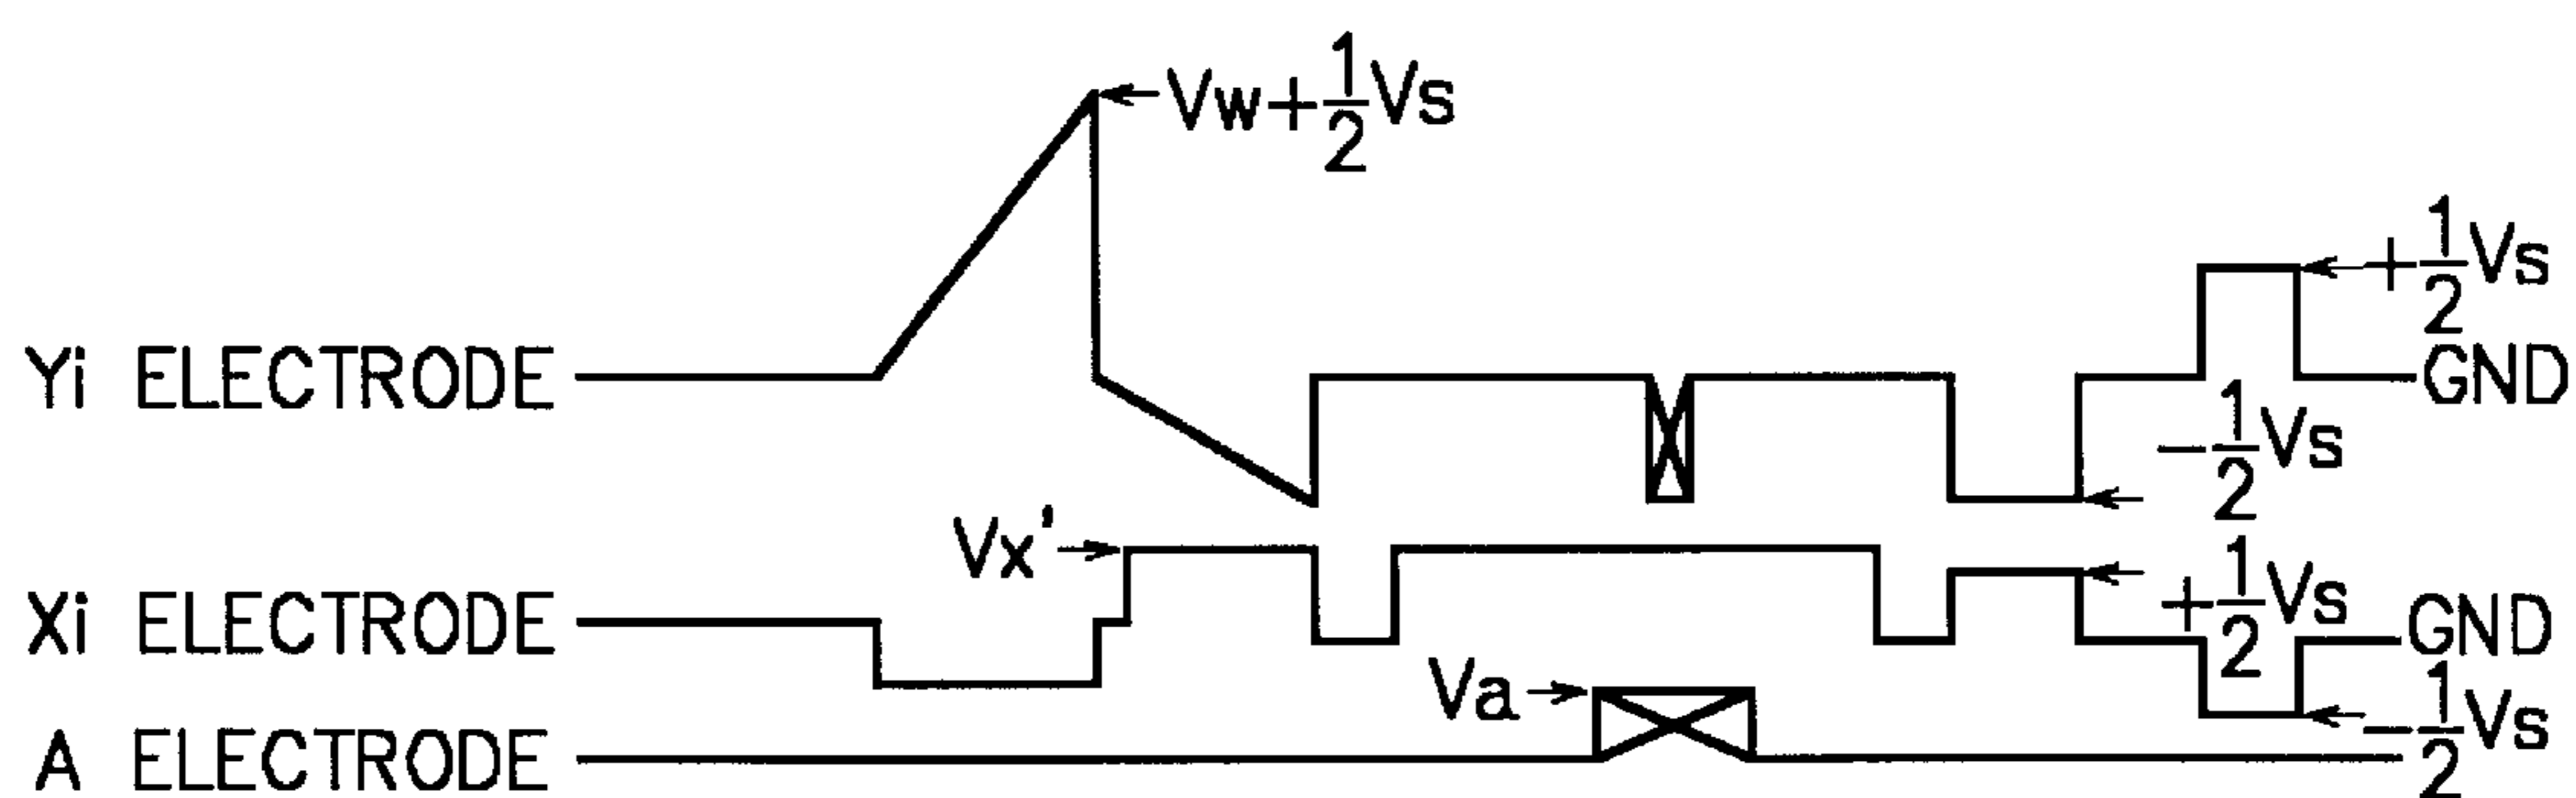 Vw+1/2Vs
+1/2Vs
Yi ELECTRODE
GND
-1/2Vs
Vx'
Xi ELECTRODE
+1/2Vs
GND
Va
-1/2Vs
A ELECTRODE